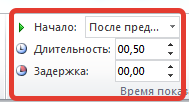 Начало: После пред...
Длительность: 00,50
Задержка: 00,00
Время показ